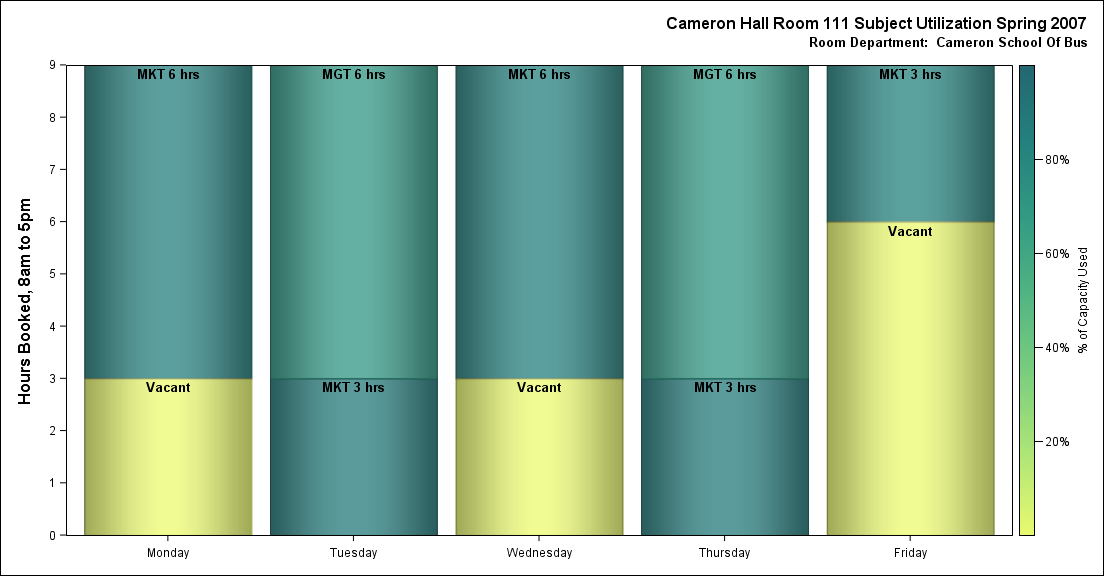 Cameron Hall Room 111 Subject Utilization Spring 2007
Room Department:  Cameron School Of Bus
Hours Booked, 8am to 5pm
9
8
7
6
5
4
3
2
1
0
MKT 6 hrs
MGT 6 hrs
MKT 6 hrs
MGT 6 hrs
MKT 3 hrs
Vacant
Vacant
MKT 3 hrs
Vacant
MKT 3 hrs
Monday
Tuesday
Wednesday
Thursday
Friday
80%
60%
40%
20%
% of Capacity Used